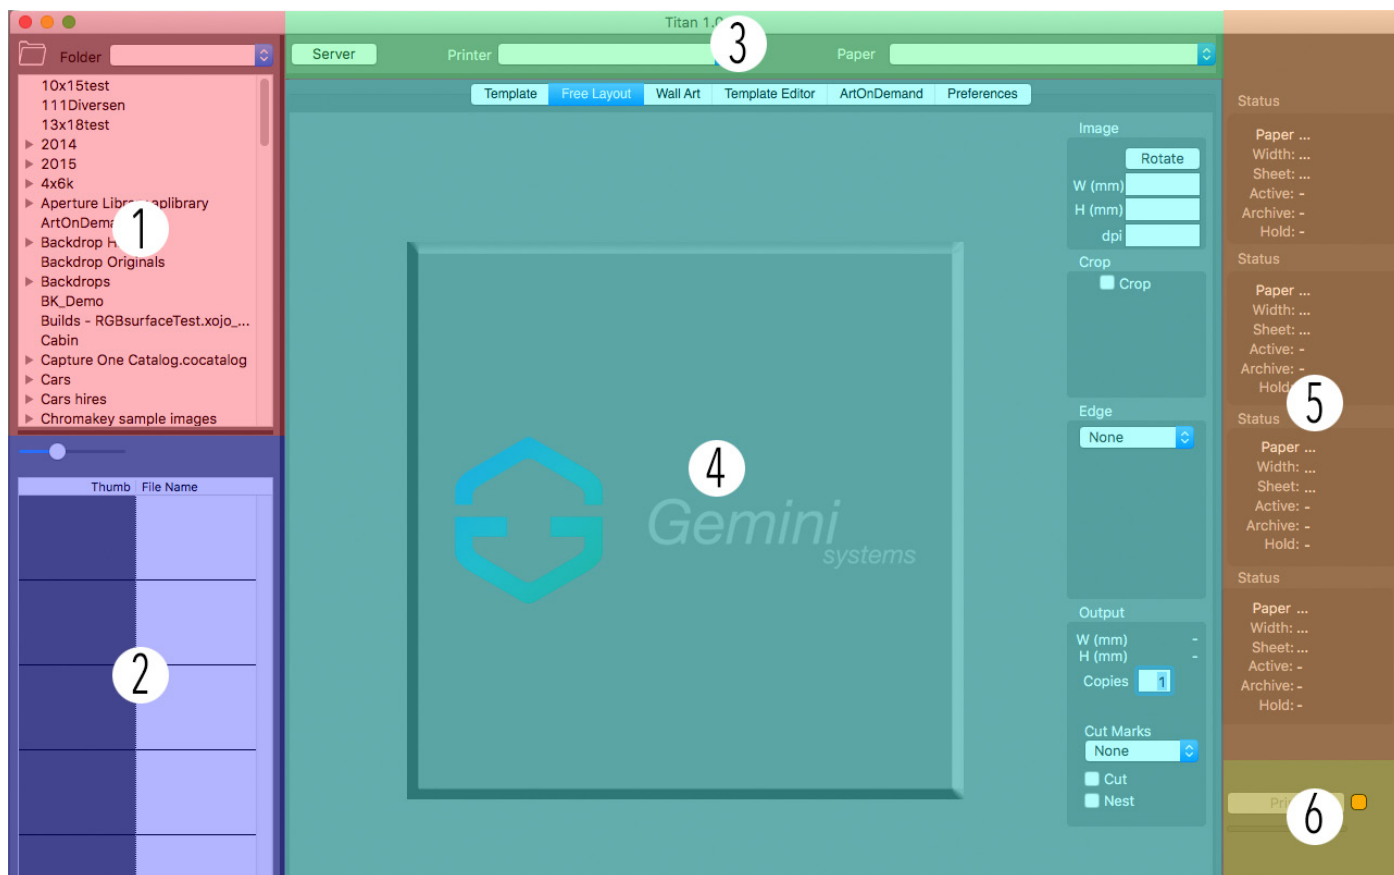 Titan 1.0
Folder
Server
Printer
3
Paper
10x15test
111Diversen
13x18test
2014
2015
4x6k
Aperture Libr...aplibrary
ArtOnDema
1
Backdrop H
Backdrop Originals
Backdrops
BK_Demo
Builds - RGBsurfaceTest.xojo_...
Cabin
Capture One Catalog.cocatalog
Cars
Cars hires
Chromakey sample images
Thumb File Name
2
Template Free Layout Wall Art Template Editor ArtOnDemand Preferences
4
Gemini
systems
Image
Rotate
W (mm)
H (mm)
dpi
Crop
Crop
Edge
None
Output
W (mm) -
H (mm) -
Copies 1
Cut Marks
None
Cut
Nest
Status
Paper ...
Width: ...
Sheet: ...
Active: -
Archive: -
Hold: -
Status
Paper ...
Width: ...
Sheet: ...
Active: -
Archive: -
Hold
5
Status
Paper ...
Width: ...
Sheet: ...
Active: -
Archive: -
Hold: -
Status
Paper ...
Width: ...
Sheet: ...
Active: -
Archive: -
Hold: -
6